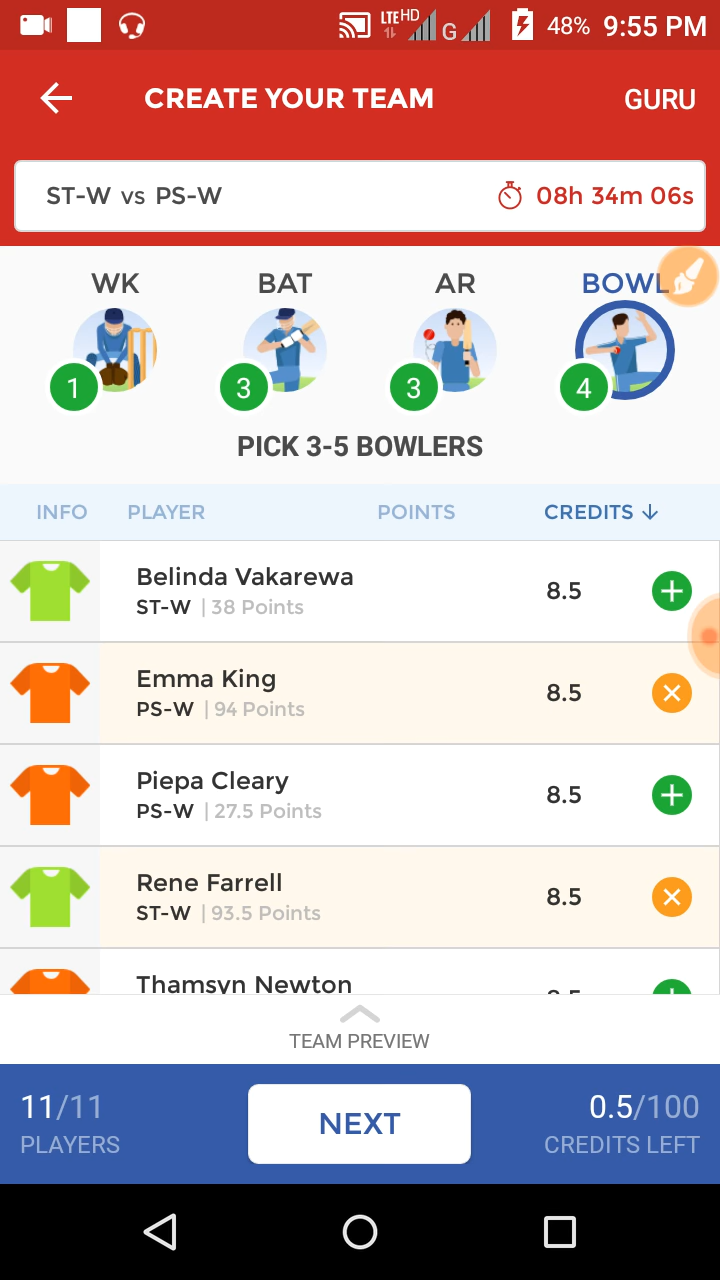 LTE HD G 48% 9:55 PM
CREATE YOUR TEAM GURU
ST-W vs PS-W 08h 34m 06s
WK BAT AR BOWL
1 3 3 4
PICK 3-5 BOWLERS
INFO PLAYER POINTS CREDITS
Belinda Vakarewa
ST-W | 38 Points
8.5
Emma King
PS-W | 94 Points
8.5
Piepa Cleary
PS-W | 27.5 Points
8.5
Rene Farrell
ST-W | 93.5 Points
8.5
Thamsyn Newton
TEAM PREVIEW
11/11
PLAYERS
NEXT
0.5/100
CREDITS LEFT